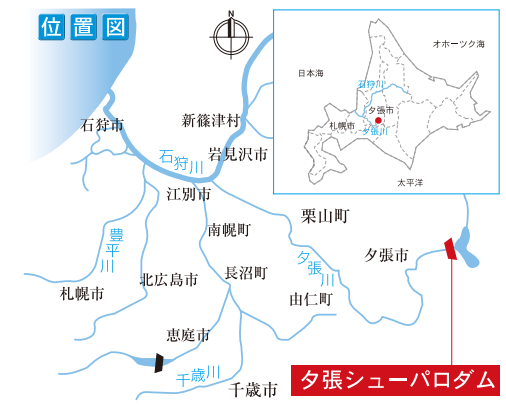 位置図
N
オホーツク海
日本海
石狩川
夕張市
札幌市
夕張川
太平洋
石狩市
新篠津村
石狩川
岩見沢市
江別市
栗山町
南幌町
豊平川
夕張川
夕張市
長沼町
北広島市
札幌市
由仁町
恵庭市
千歳川
千歳市
夕張シューパロダム